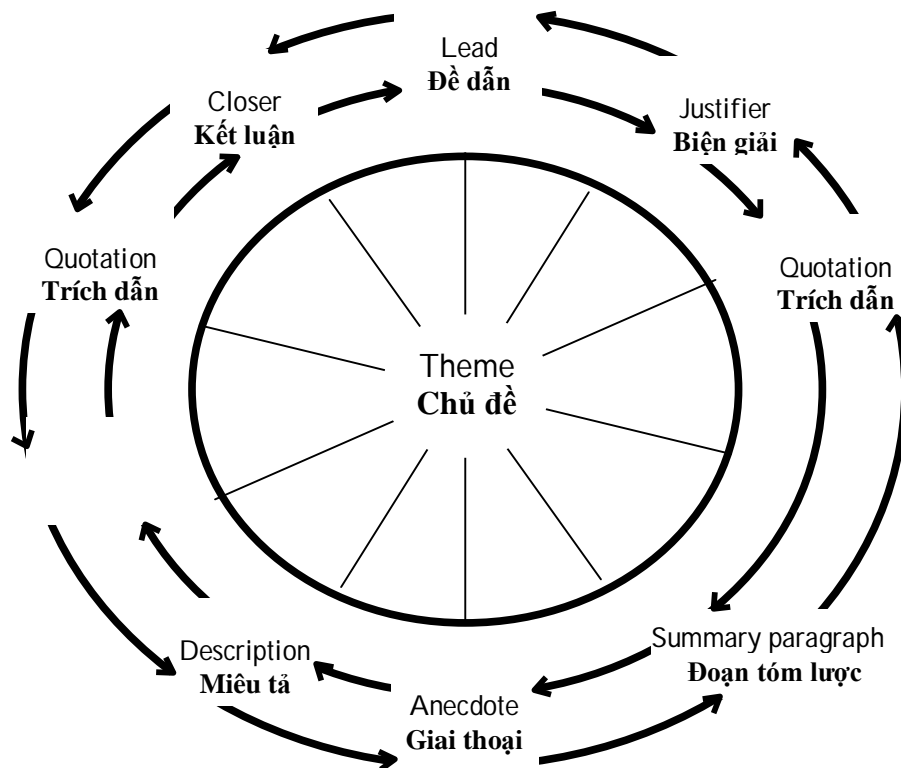 Lead
Đề dẫn
Closer
Kết luận
Justifier
Biện giải
Quotation
Trích dẫn
Quotation
Trích dẫn
Theme
Chủ đề
Description
Miêu tả
Summary paragraph
Đoạn tóm lược
Anecdote
Giai thoại